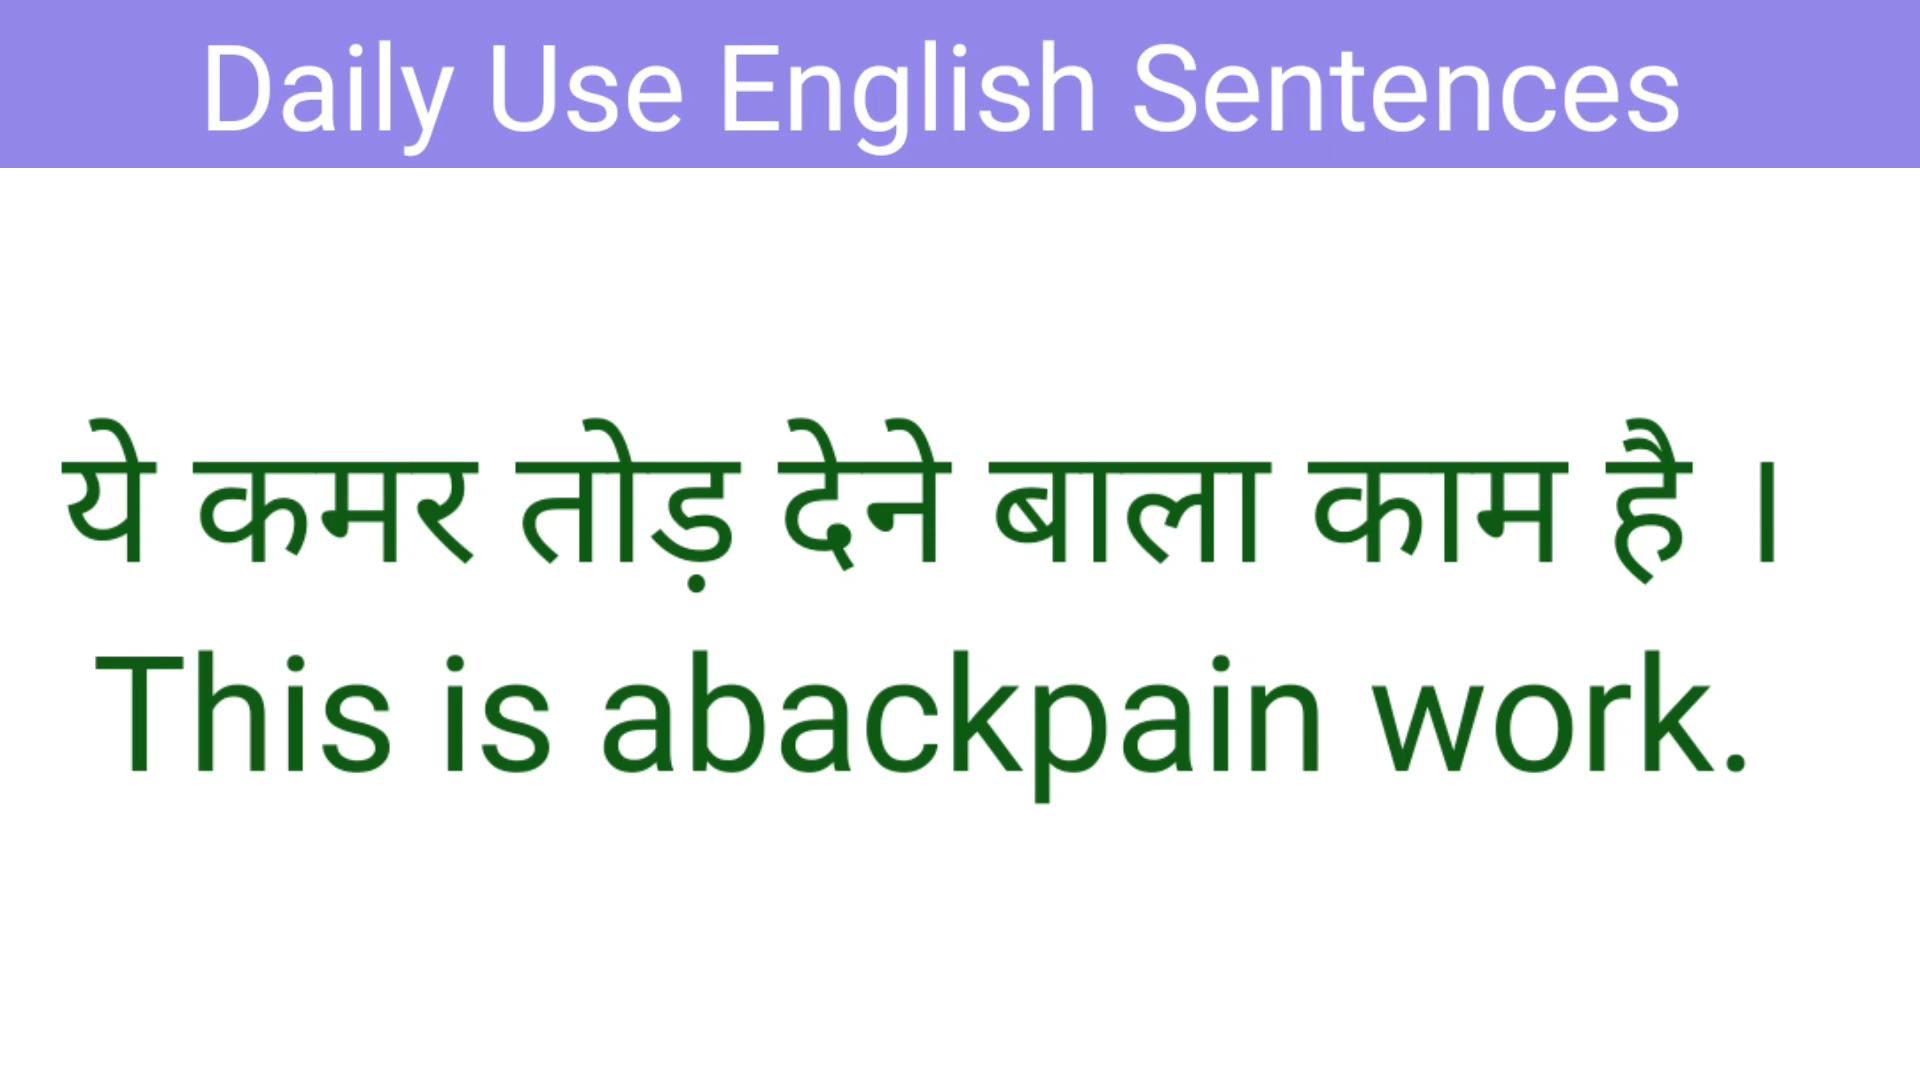 Daily Use English Sentences
ये कमर तोड़ देने बाला काम है ।
This is abackpain work.